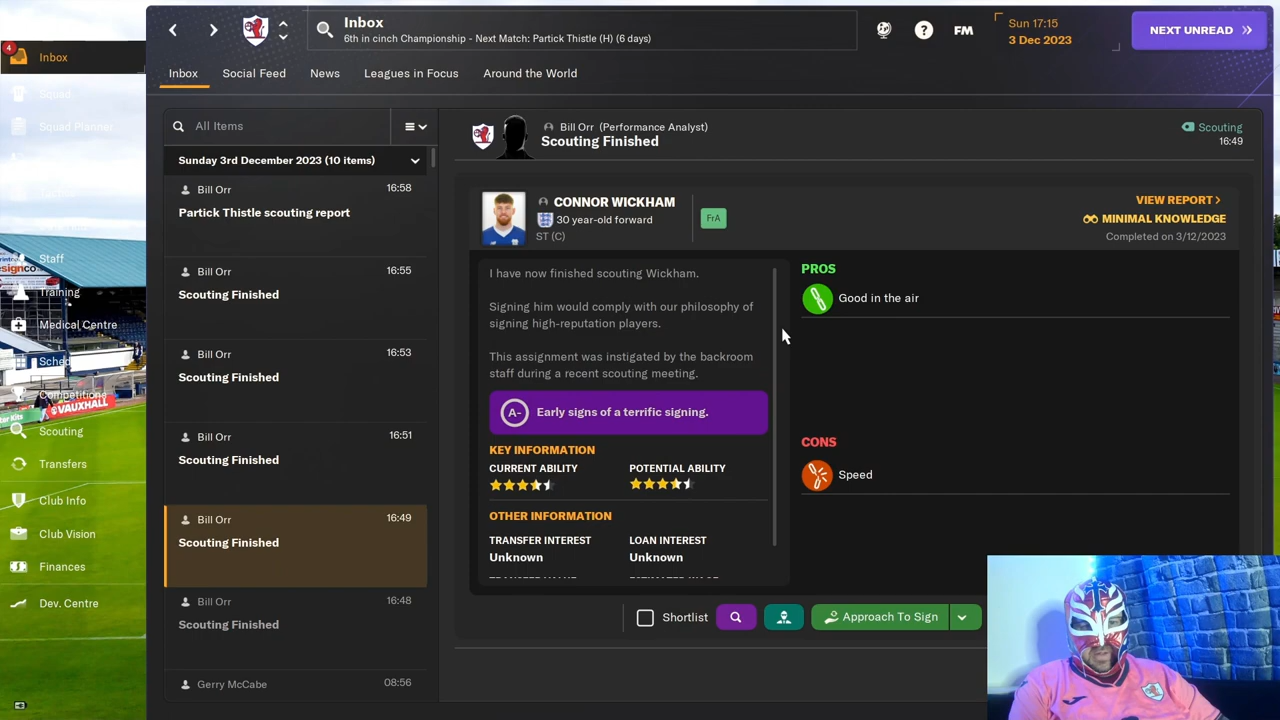 Inbox
6th in cinch Championship - Next Match: Partick Thistle (H) (6 days)
FM
Sun 17:15
3 Dec 2023
NEXT UNREAD
4
Inbox
Squad
Squad Planner
Staff
Training
Medical Centre
Sched
Competitions
VAUXHALL
Scouting
Transfers
Club Info
Club Vision
Finances
Dev. Centre
Inbox
Social Feed
News
Leagues in Focus
Around the World
All Items
Sunday 3rd December 2023 (10 items)
Bill Orr 16:58
Partick Thistle scouting report
Bill Orr 16:55
Scouting Finished
Bill Orr 16:53
Scouting Finished
Bill Orr 16:51
Scouting Finished
Bill Orr 16:49
Scouting Finished
Bill Orr 16:48
Scouting Finished
Gerry McCabe 08:56
Bill Orr (Performance Analyst)
Scouting Finished
Scouting
16:49
CONNOR WICKHAM
30 year-old forward
ST (C)
FrA
VIEW REPORT >
MINIMAL KNOWLEDGE
Completed on 3/12/2023
I have now finished scouting Wickham.
Signing him would comply with our philosophy of
signing high-reputation players.
This assignment was instigated by the backroom
staff during a recent scouting meeting.
A- Early signs of a terrific signing.
KEY INFORMATION
CURRENT ABILITY
POTENTIAL ABILITY
OTHER INFORMATION
TRANSFER INTEREST
Unknown
LOAN INTEREST
Unknown
PROS
Good in the air
CONS
Speed
Shortlist
Approach To Sign